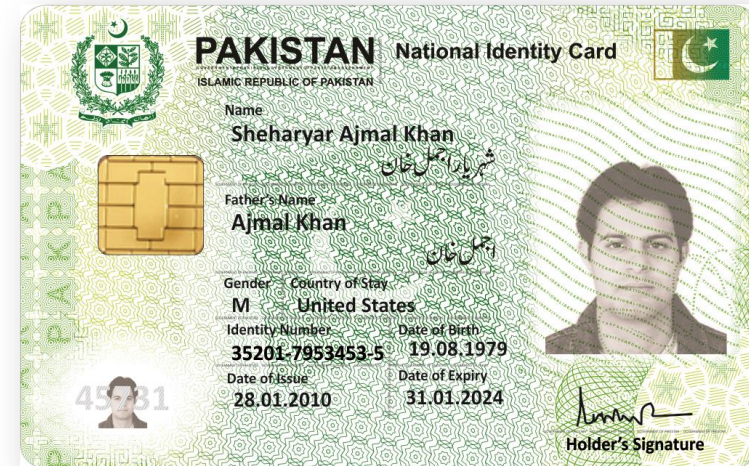 PAKISTAN National Identity Card
ISLAMIC REPUBLIC OF PAKISTAN
Name
Sheharyar Ajmal Khan
شہریار اجمل خان
Father's Name
Ajmal Khan
اجمل خان
Gender Country of Stay
M United States
Identity Number Date of Birth
35201-7953453-5 19.08.1979
Date of Issue Date of Expiry
28.01.2010 31.01.2024
Holder's Signature